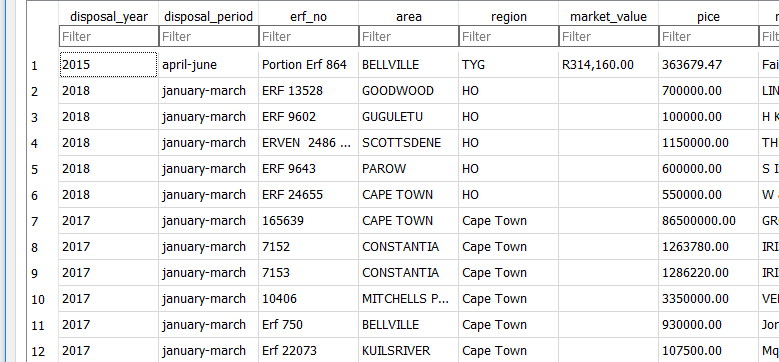 disposal_year disposal_period erf_no area region market_value pice
Filter Filter Filter Filter Filter Filter Filter
1 2015 april-june Portion Erf 864 BELLVILLE TYG R314,160.00 363679.47 Fai
2 2018 january-march ERF 13528 GOODWOOD HO 700000.00 LIN
3 2018 january-march ERF 9602 GUGULETU HO 100000.00 H K
4 2018 january-march ERVEN 2486 ... SCOTTSDENE HO 1150000.00 THE
5 2018 january-march ERF 9643 PAROW HO 600000.00 S I
6 2018 january-march ERF 24655 CAPE TOWN HO 550000.00 W
7 2017 january-march 165639 CAPE TOWN Cape Town 86500000.00 GR
8 2017 january-march 7152 CONSTANTIA Cape Town 1263780.00 IRI
9 2017 january-march 7153 CONSTANTIA Cape Town 1286220.00 IRI
10 2017 january-march 10406 MITCHELLS P... Cape Town 3350000.00 VE
11 2017 january-march Erf 750 BELLVILLE Cape Town 930000.00 Jor
12 2017 january-march Erf 22073 KUILSRIVER Cape Town 107500.00 Mq